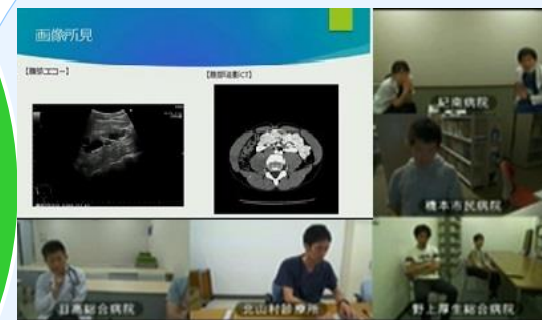 画像所見
【腹部エコー】
【腹部造影CT】
紀南病院
橋本市民病院
日高総合病院
北山村診療所
野上厚生総合病院